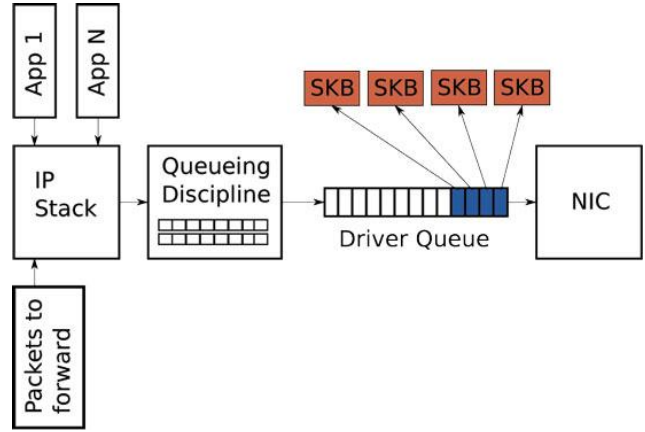 App 1
App N
SKB
SKB
SKB
SKB
IP
Stack
Queueing
Discipline
Driver Queue
NIC
Packets to
forward